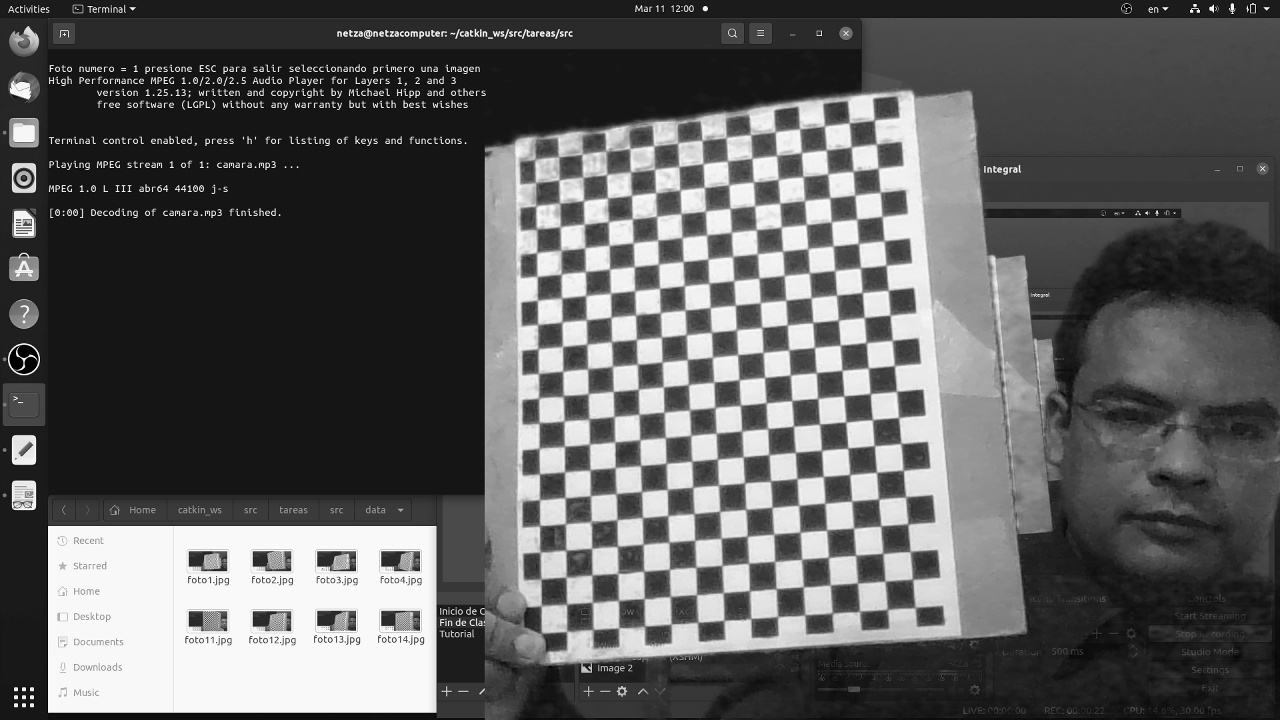 Activities
Terminal
Mar 11 12:00
en
netza@netzacomputer: ~/catkin_ws/src/tareas/src
Foto numero = 1 presione ESC para salir seleccionando primero una imagen
High Performance MPEG 1.0/2.0/2.5 Audio Player for Layers 1, 2 and 3
version 1.25.13; written and copyright by Michael Hipp and others
free software (LGPL) without any warranty but with best wishes
Terminal control enabled, press 'h' for listing of keys and functions.
Playing MPEG stream 1 of 1: camara.mp3 ...
MPEG 1.0 L III abr64 44100 j-s
[0:00] Decoding of camara.mp3 finished.
Integral
Integral
Home
catkin_ws
src
tareas
src
data
Recent
Starred
Home
Desktop
Documents
Downloads
Music
foto1.jpg
foto2.jpg
foto3.jpg
foto4.jpg
foto11.jpg
foto12.jpg
foto13.jpg
foto14.jpg
Inicio de C
Fin de Clas
Tutorial
(XSHM)
Image 2
Media Source
Transitions
Duration
500 ms
Controls
Start Streaming
Stop Recording
Studio Mode
Settings
Exit
LIVE: 00:00:00
REC: 00:00:22
CPU: 14.6%, 30.00 fps